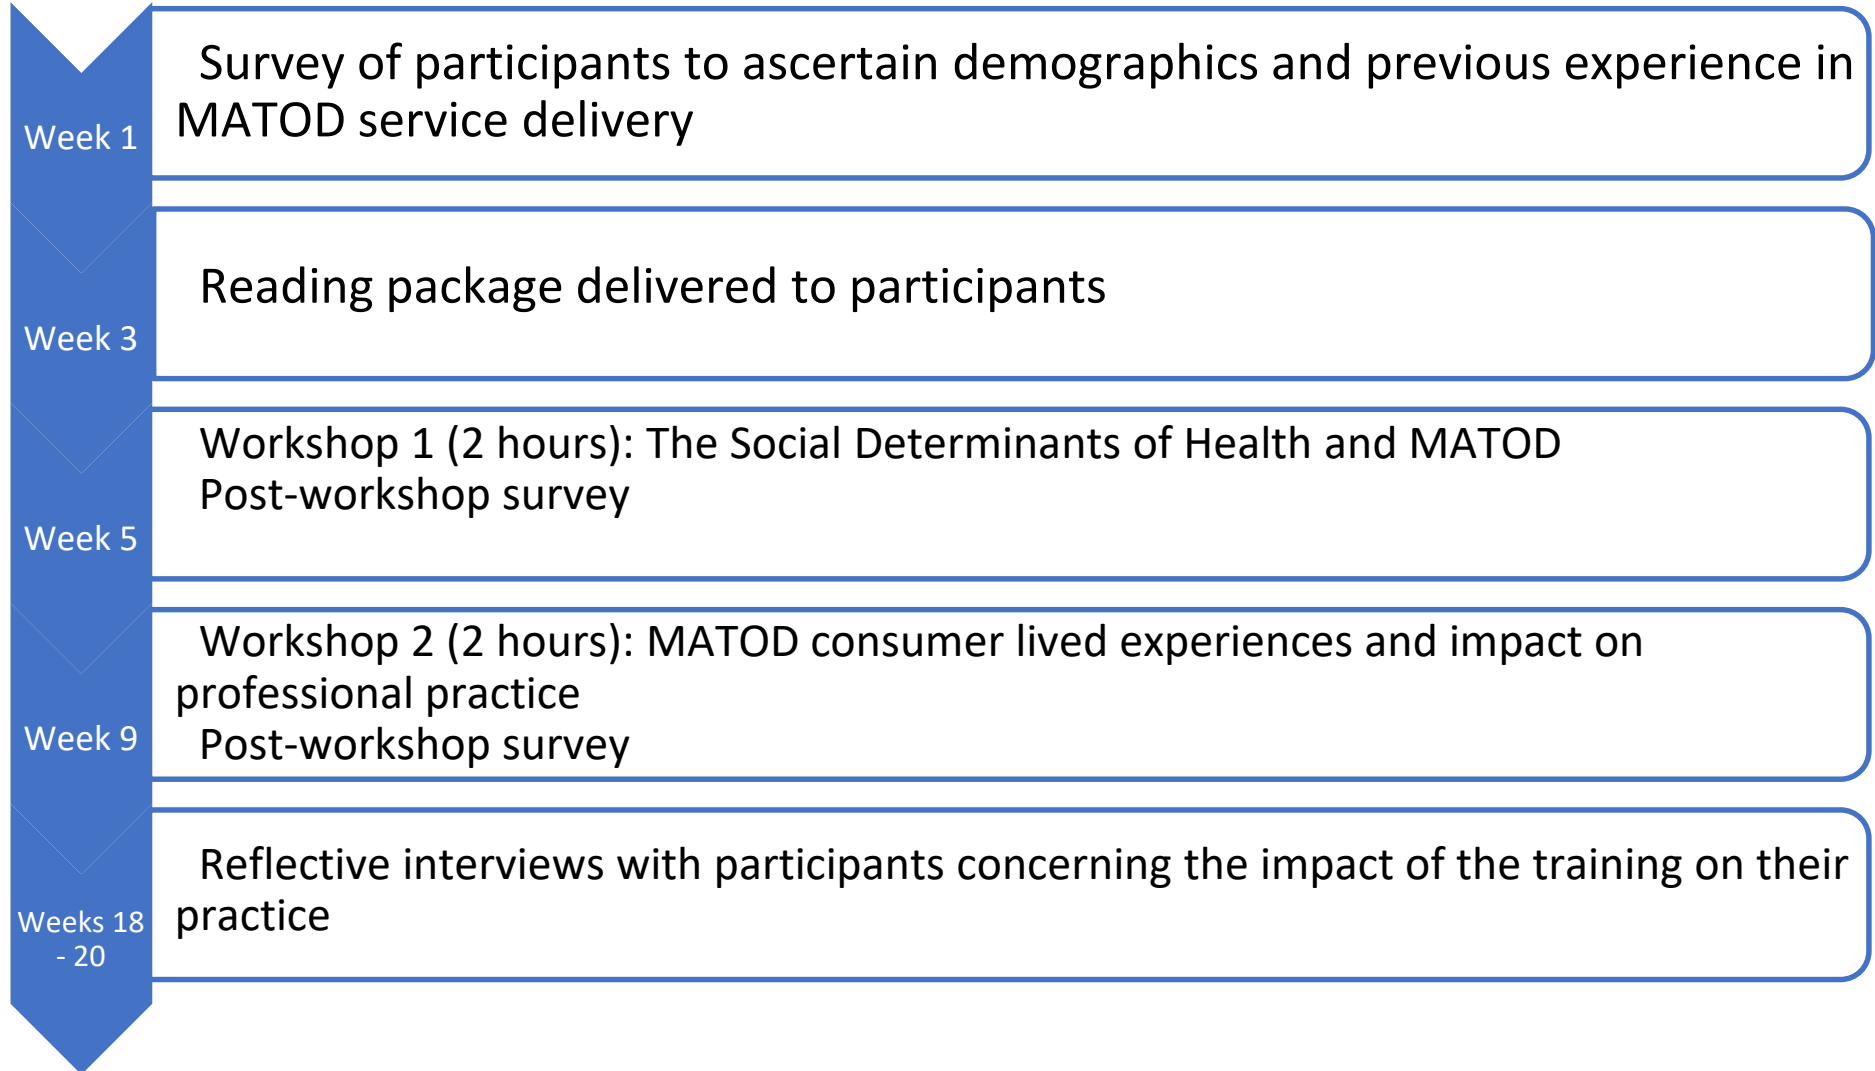 Week 1
Survey of participants to ascertain demographics and previous experience in
MATOD service delivery
Week 3
Reading package delivered to participants
Week 5
Workshop 1 (2 hours): The Social Determinants of Health and MATOD
Post-workshop survey
Week 9
Workshop 2 (2 hours): MATOD consumer lived experiences and impact on
professional practice
Post-workshop survey
Weeks 18
- 20
Reflective interviews with participants concerning the impact of the training on their
practice